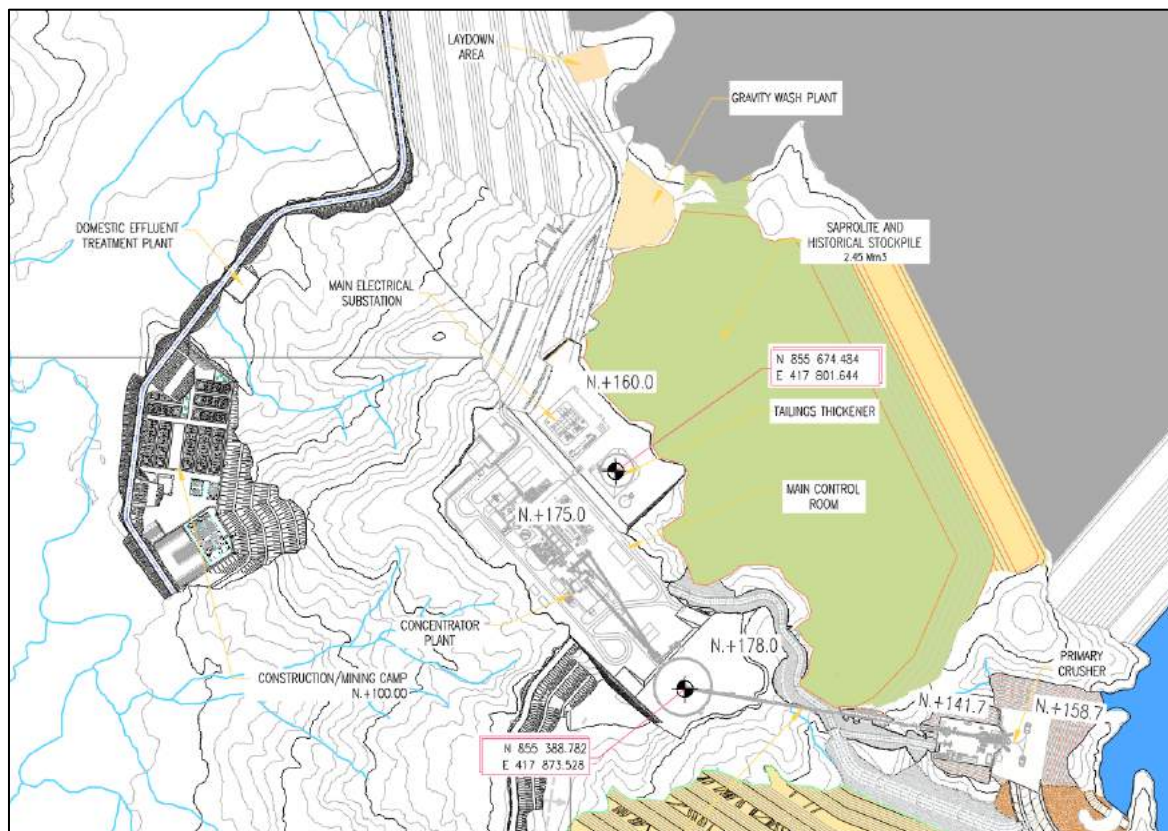 LAYDOWN
AREA
GRAVITY WASH PLANT
DOMESTIC EFFLUENT
TREATMENT PLANT
SAPROLITE AND
HISTORICAL STOCKPILE
2.45 Mm3
MAIN ELECTRICAL
SUBSTATION
N 855 674.484
E 417 801.644
N.+160.0
TAILINGS THICKENER
MAIN CONTROL
ROOM
N.+175.0
CONCENTRATOR
PLANT
N.+178.0
PRIMARY
CRUSHER
CONSTRUCTION/MINING CAMP
N.+100.00
N.+141.7
N.+158.7
N 855 388.782
E 417 873.528